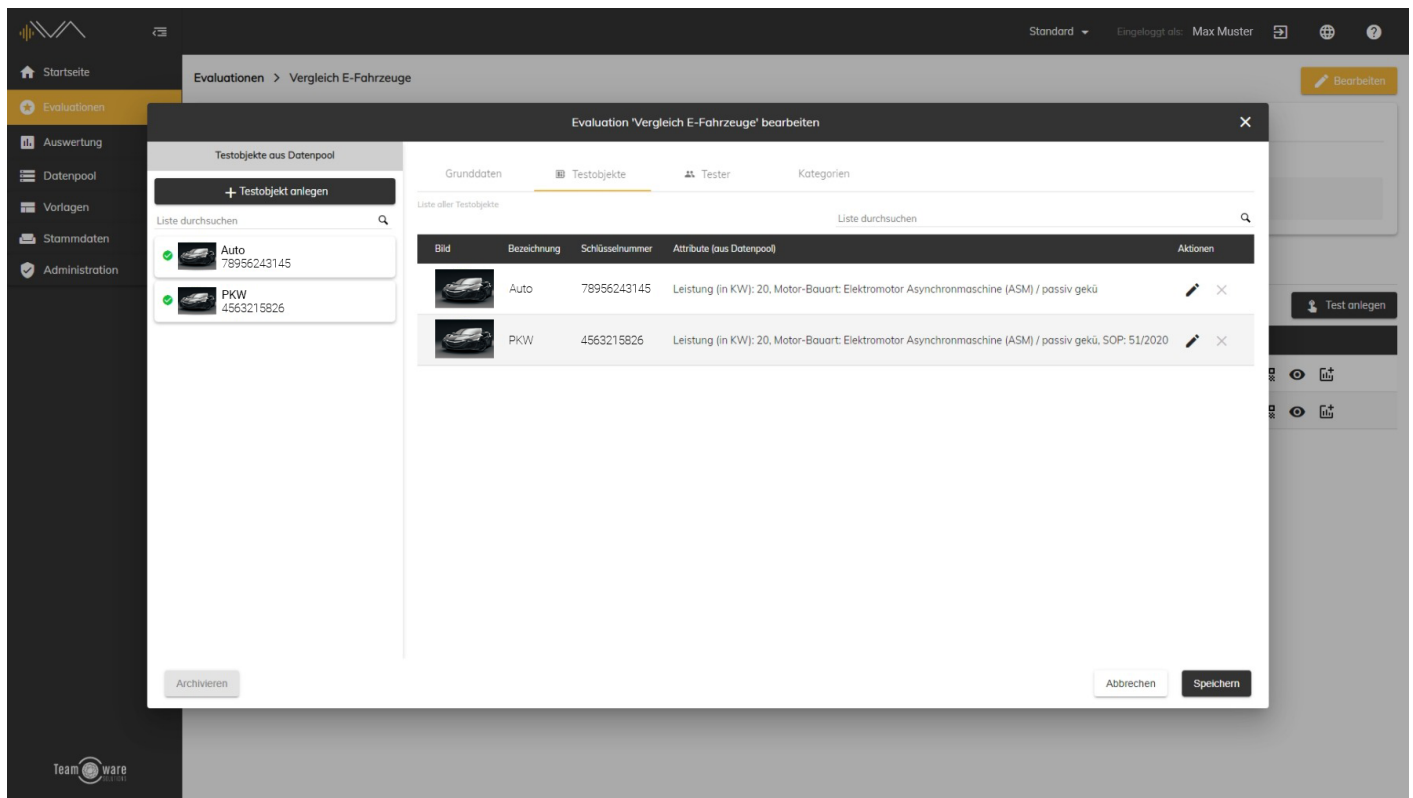 Standard
Eingeloggt als: Max Muster
Startseite
Evaluationen
Auswertung
Datenpool
Vorlagen
Stammdaten
Administration
Evaluationen > Vergleich E-Fahrzeuge
Bearbeiten
Evaluation 'Vergleich E-Fahrzeuge' bearbeiten
Testobjekte aus Datenpool
+ Testobjekt anlegen
Liste durchsuchen
Auto
78956243145
PKW
4563215826
Grunddaten
Testobjekte
Tester
Kategorien
Liste aller Testobjekte
Liste durchsuchen
Bild Bezeichnung Schlüsselnummer Attribute (aus Datenpool) Aktionen
Auto 78956243145 Leistung (in KW): 20, Motor-Bauart: Elektromotor Asynchronmaschine (ASM) / passiv gekü
PKW 4563215826 Leistung (in KW): 20, Motor-Bauart: Elektromotor Asynchronmaschine (ASM) / passiv gekü, SOP: 51/2020
Test anlegen
Archivieren
Abbrechen
Speichern
Team ware